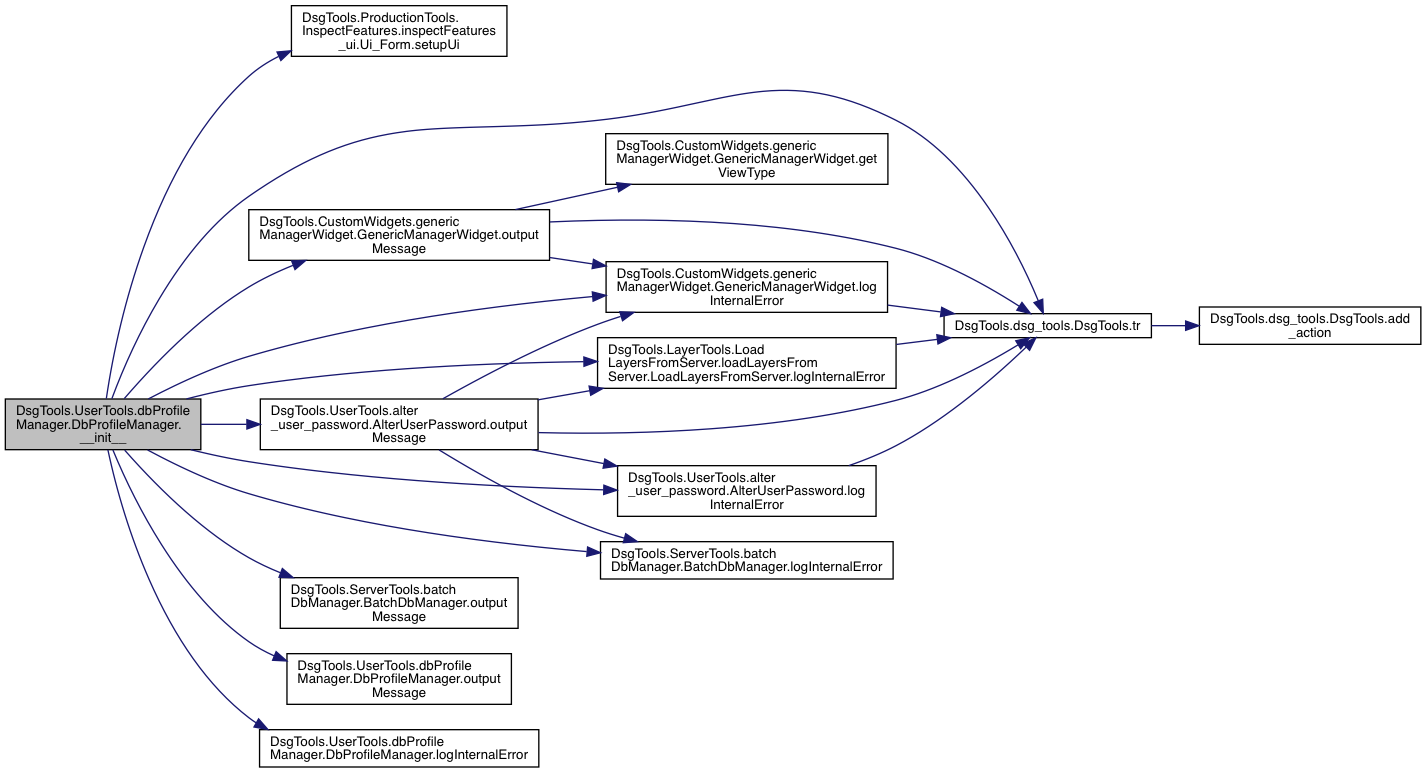 DsgTools.ProductionTools.
InspectFeatures.inspectFeatures
_ui.Ui_Form.setupUi
DsgTools.CustomWidgets.generic
ManagerWidget.GenericManagerWidget.get
ViewType
DsgTools.CustomWidgets.generic
ManagerWidget.GenericManagerWidget.output
Message
DsgTools.CustomWidgets.generic
ManagerWidget.GenericManagerWidget.log
InternalError
DsgTools.dsg_tools.DsgTools.tr
DsgTools.dsg_tools.DsgTools.add
_action
DsgTools.LayerTools.Load
LayersFromServer.loadLayersFrom
Server.LoadLayersFromServer.logInternalError
DsgTools.UserTools.dbProfile
Manager.DbProfileManager.
__init__
DsgTools.UserTools.alter
_user_password.AlterUserPassword.output
Message
DsgTools.UserTools.alter
_user_password.AlterUserPassword.log
InternalError
DsgTools.ServerTools.batch
DbManager.BatchDbManager.logInternalError
DsgTools.ServerTools.batch
DbManager.BatchDbManager.output
Message
DsgTools.UserTools.dbProfile
Manager.DbProfileManager.output
Message
DsgTools.UserTools.dbProfile
Manager.DbProfileManager.logInternalError